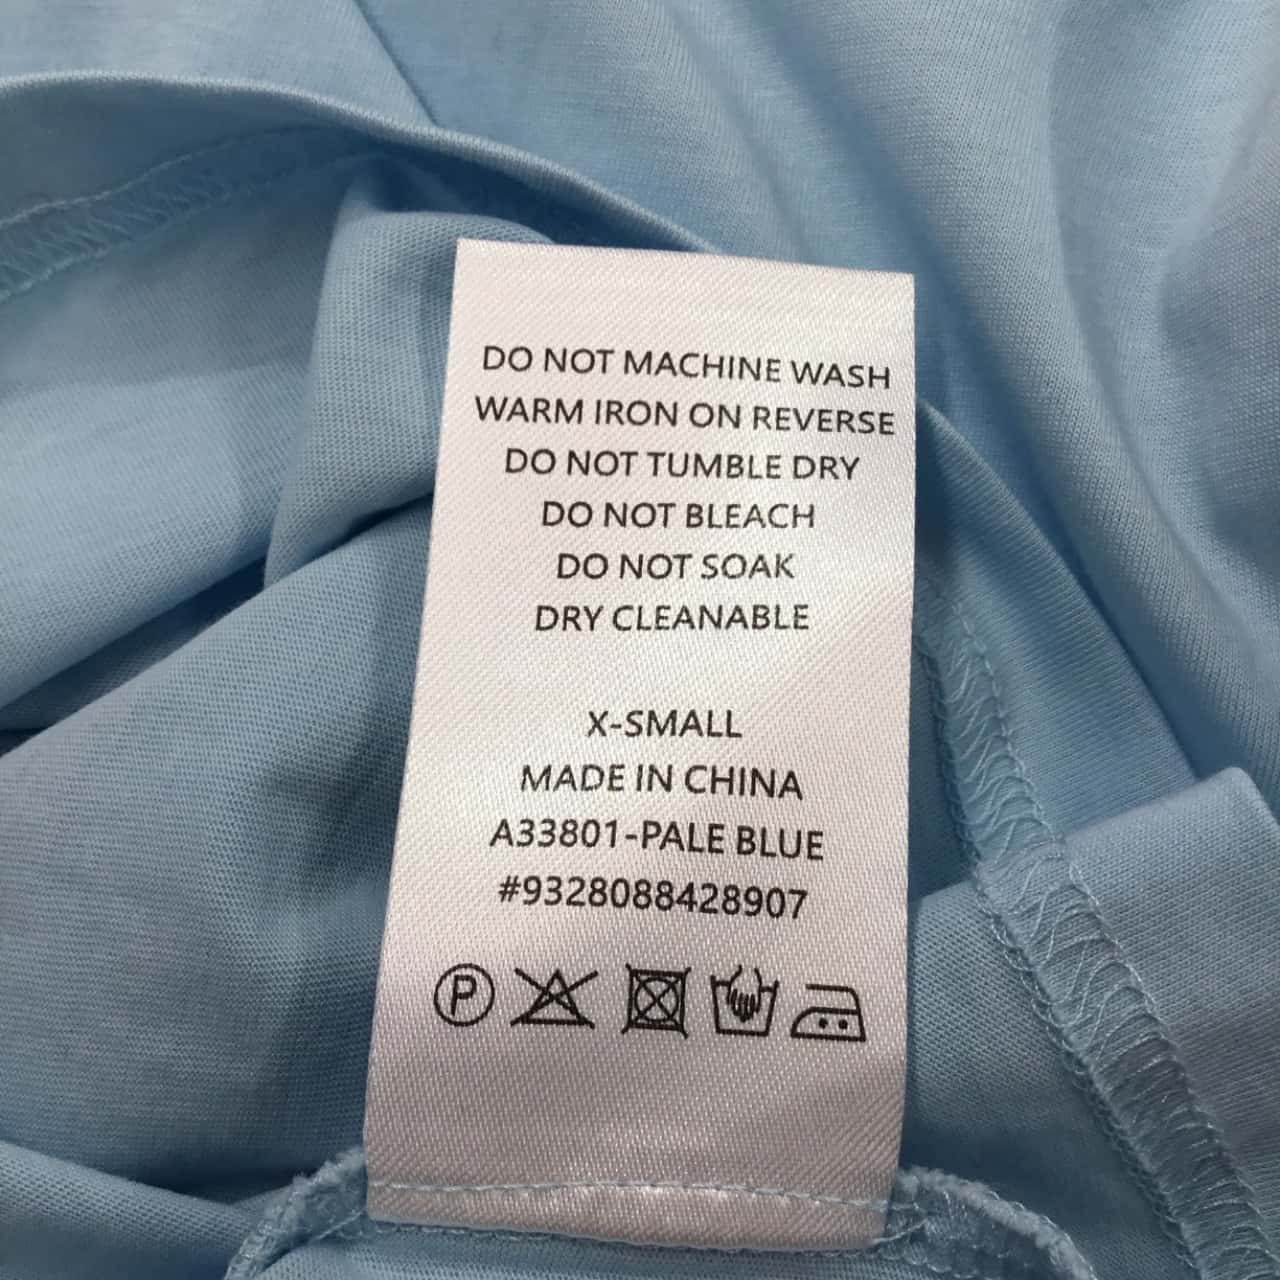 DO NOT MACHINE WASH
WARM IRON ON REVERSE
DO NOT TUMBLE DRY
DO NOT BLEACH
DO NOT SOAK
DRY CLEANABLE
X-SMALL
MADE IN CHINA
A33801-PALE BLUE
#9328088428907
P